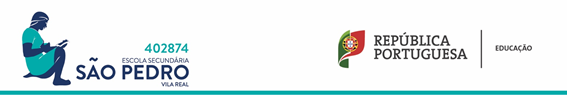 402874
ESCOLA SECUNDÁRIA
SÃO PEDRO
VILA REAL
REPÚBLICA
PORTUGUESA
EDUCAÇÃO